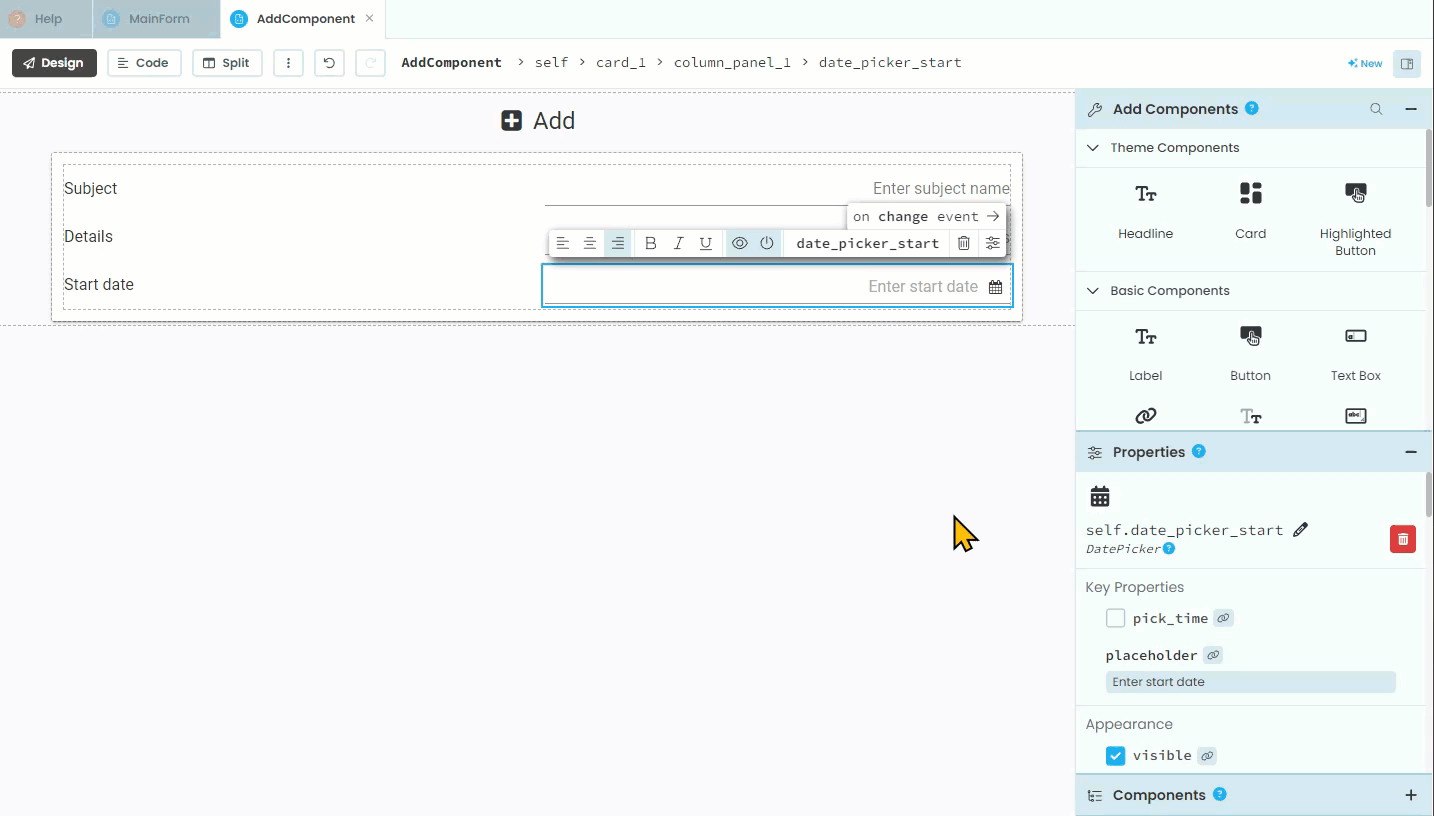 Help MainForm AddComponent
Design Code Split AddComponent > self > card_1 > column_panel_1 > date_picker_start New
Add
Subject Enter subject name
on change event →
Details
B I U date_picker_start
Start date Enter start date
Add Components ?
Theme Components
Headline Card Highlighted Button
Basic Components
Label Button Text Box
Properties ?
self.date_picker_start
DatePicker ?
Key Properties
pick_time
placeholder
Enter start date
Appearance
visible
Components ?